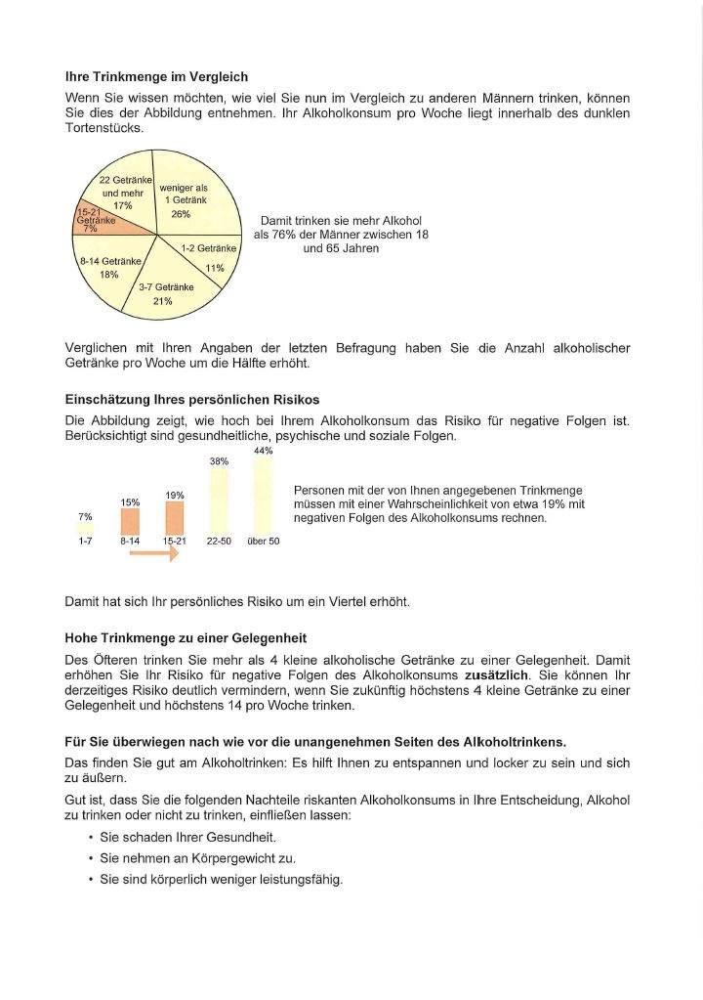 Ihre Trinkmenge im Vergleich
Wenn Sie wissen möchten, wie viel Sie nun im Vergleich zu anderen Männern trinken, können
Sie dies der Abbildung entnehmen. Ihr Alkoholkonsum pro Woche liegt innerhalb des dunklen
Tortenstücks.
22 Getränke
und mehr
17%
weniger als
1 Getränk
26%
15-21
Getränke
7%
1-2 Getränke
11%
8-14 Getränke
18%
3-7 Getränke
21%
Damit trinken sie mehr Alkohol
als 76% der Männer zwischen 18
und 65 Jahren
Verglichen mit Ihren Angaben der letzten Befragung haben Sie die Anzahl alkoholischer
Getränke pro Woche um die Hälfte erhöht.
Einschätzung Ihres persönlichen Risikos
Die Abbildung zeigt, wie hoch bei Ihrem Alkoholkonsum das Risiko für negative Folgen ist.
Berücksichtigt sind gesundheitliche, psychische und soziale Folgen.
7%
15%
19%
38%
44%
1-7
8-14
15-21
22-50
über 50
Personen mit der von Ihnen angegebenen Trinkmenge
müssen mit einer Wahrscheinlichkeit von etwa 19% mit
negativen Folgen des Alkoholkonsums rechnen.
Damit hat sich Ihr persönliches Risiko um ein Viertel erhöht.
Hohe Trinkmenge zu einer Gelegenheit
Des Öfteren trinken Sie mehr als 4 kleine alkoholische Getränke zu einer Gelegenheit. Damit
erhöhen Sie Ihr Risiko für negative Folgen des Alkoholkonsums zusätzlich. Sie können Ihr
derzeitiges Risiko deutlich vermindern, wenn Sie zukünftig höchstens 4 kleine Getränke zu einer
Gelegenheit und höchstens 14 pro Woche trinken.
Für Sie überwiegen nach wie vor die unangenehmen Seiten des Alkoholtrinkens.
Das finden Sie gut am Alkoholtrinken: Es hilft Ihnen zu entspannen und locker zu sein und sich
zu äußern.
Gut ist, dass Sie die folgenden Nachteile riskanten Alkoholkonsums in Ihre Entscheidung, Alkohol
zu trinken oder nicht zu trinken, einfließen lassen:
• Sie schaden Ihrer Gesundheit.
• Sie nehmen an Körpergewicht zu.
• Sie sind körperlich weniger leistungsfähig.